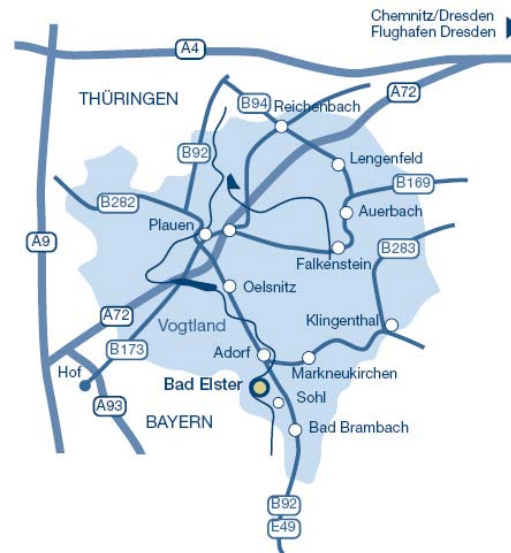 Chemnitz/Dresden
Flughafen Dresden
A4
A72
THÜRINGEN
B94
Reichenbach
B92
Lengenfeld
B169
B282
Auerbach
Plauen
A9
Falkenstein
B283
Oelsnitz
A72
Vogtland
Klingenthal
B173
Adorf
Markneukirchen
Hof
Bad Elster
Sohl
A93
BAYERN
Bad Brambach
B92
E49